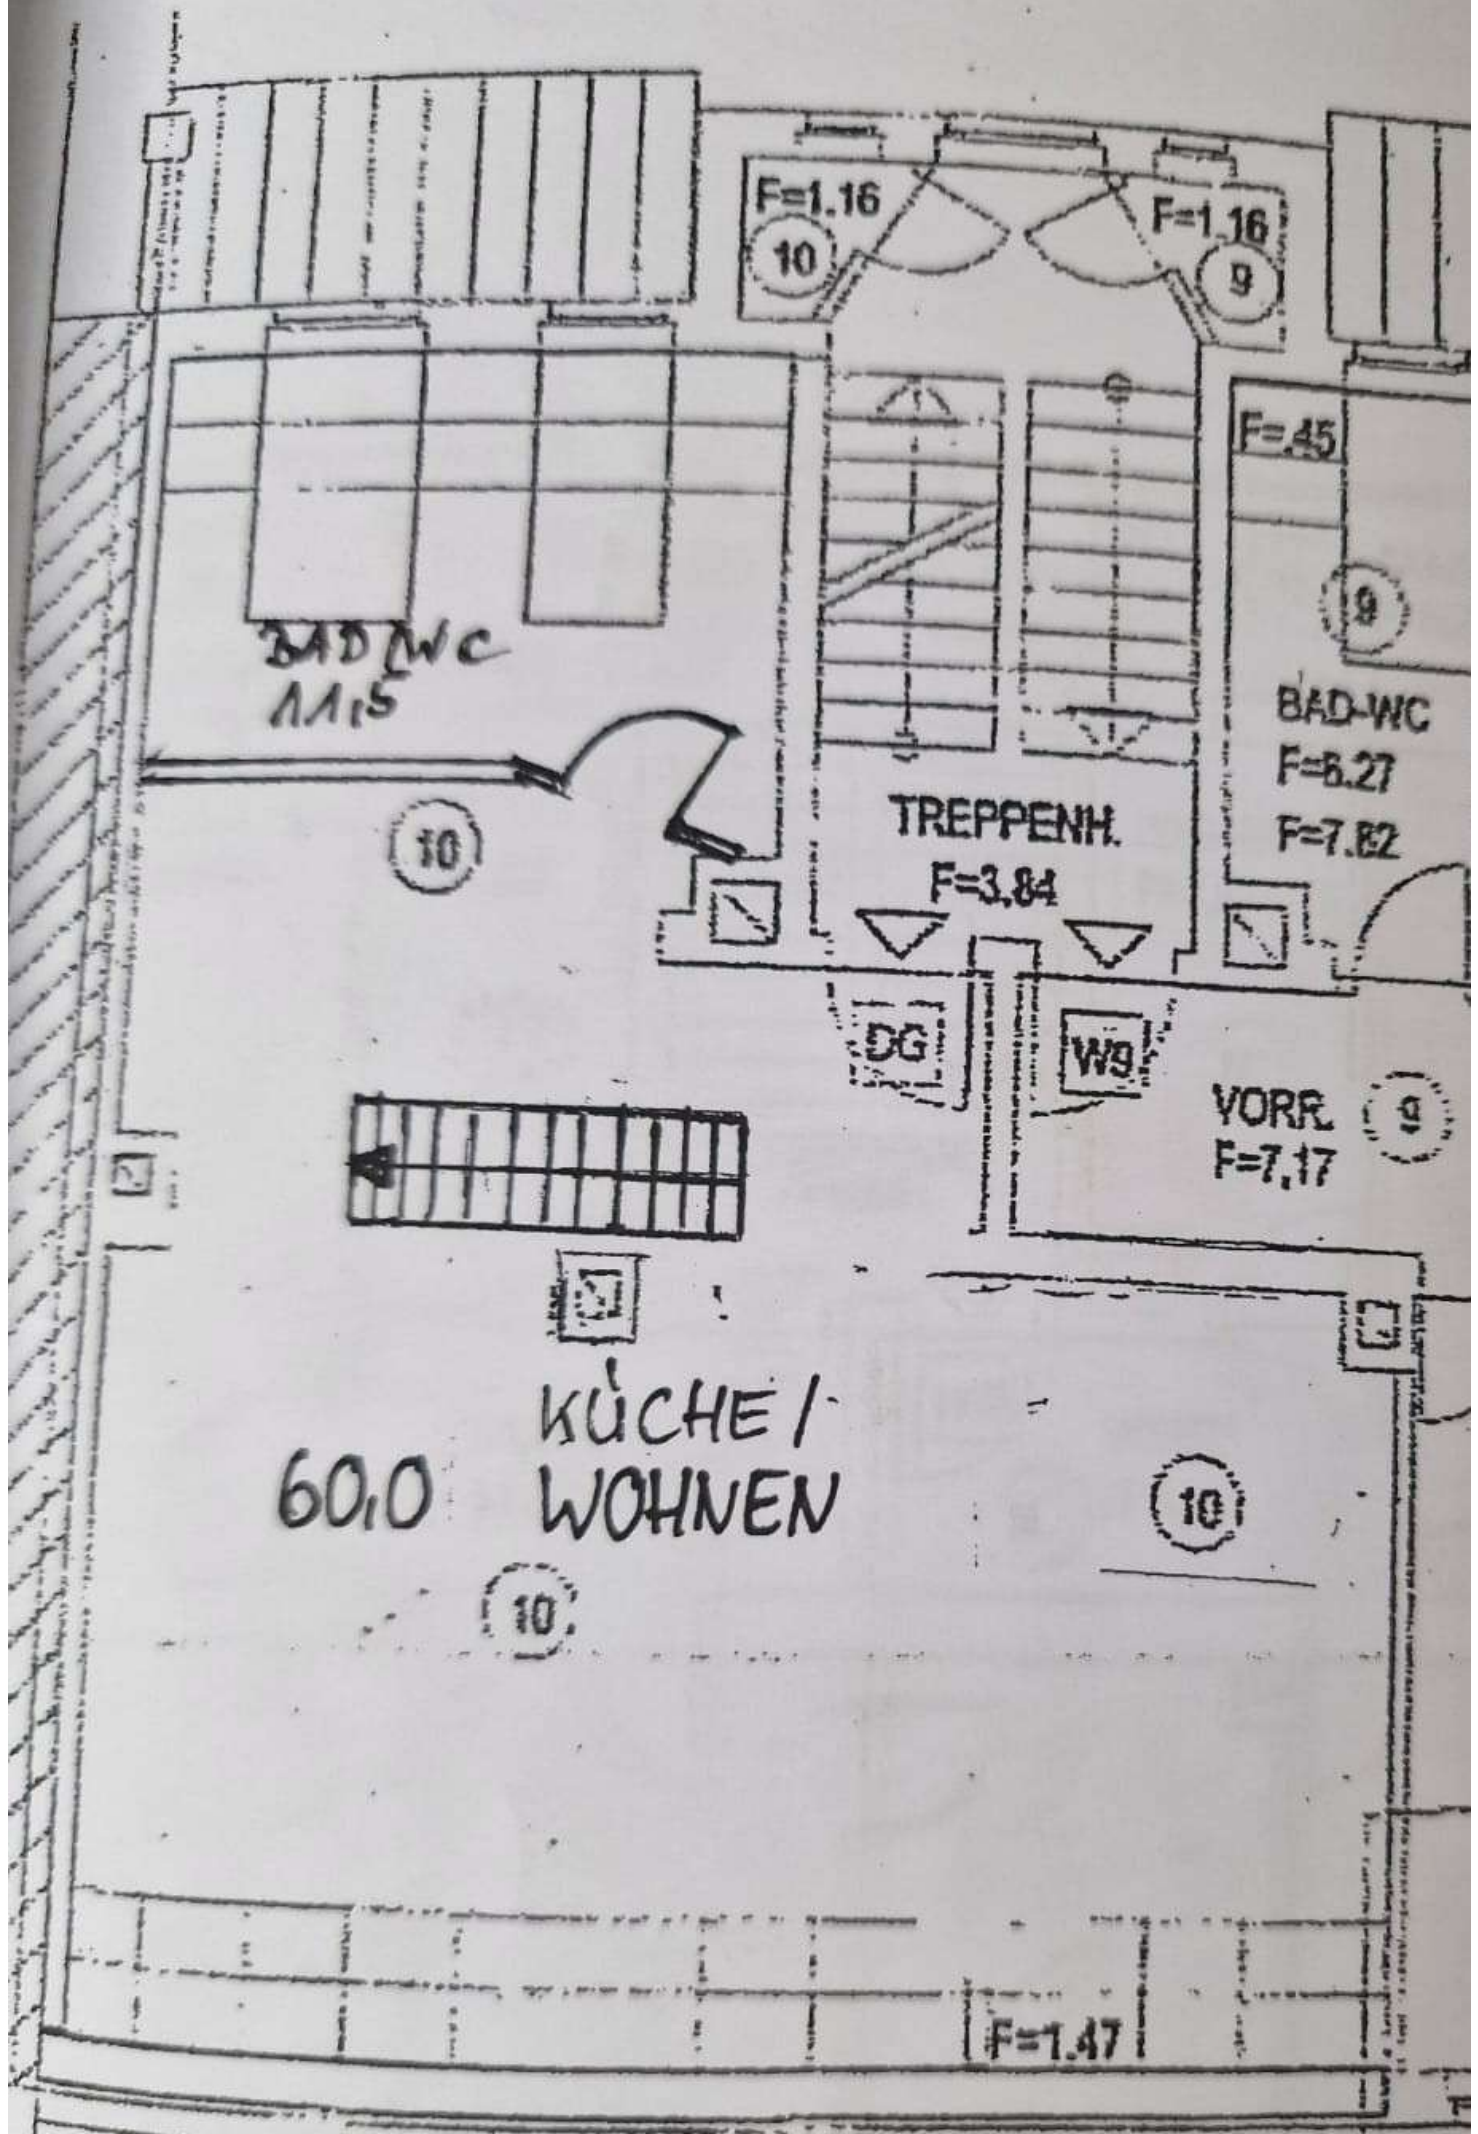 F=1.16
10
F=1.16
9
F=.45
9
BAD/WC
11,5
BAD-WC
F=6.27
F=7.82
10
TREPPENH.
F=3.84
DG
W9
VORR.
F=7,17
9
KÜCHE/
60,0 WOHNEN
10
10
F=1.47